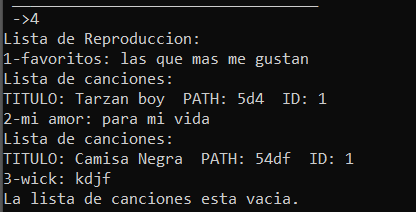 ->4
Lista de Reproduccion:
1-favoritos: las que mas me gustan
Lista de canciones:
TITULO: Tarzan boy  PATH: 5d4  ID: 1
2-mi amor: para mi vida
Lista de canciones:
TITULO: Camisa Negra  PATH: 54df  ID: 1
3-wick: kdjf
La lista de canciones esta vacia.